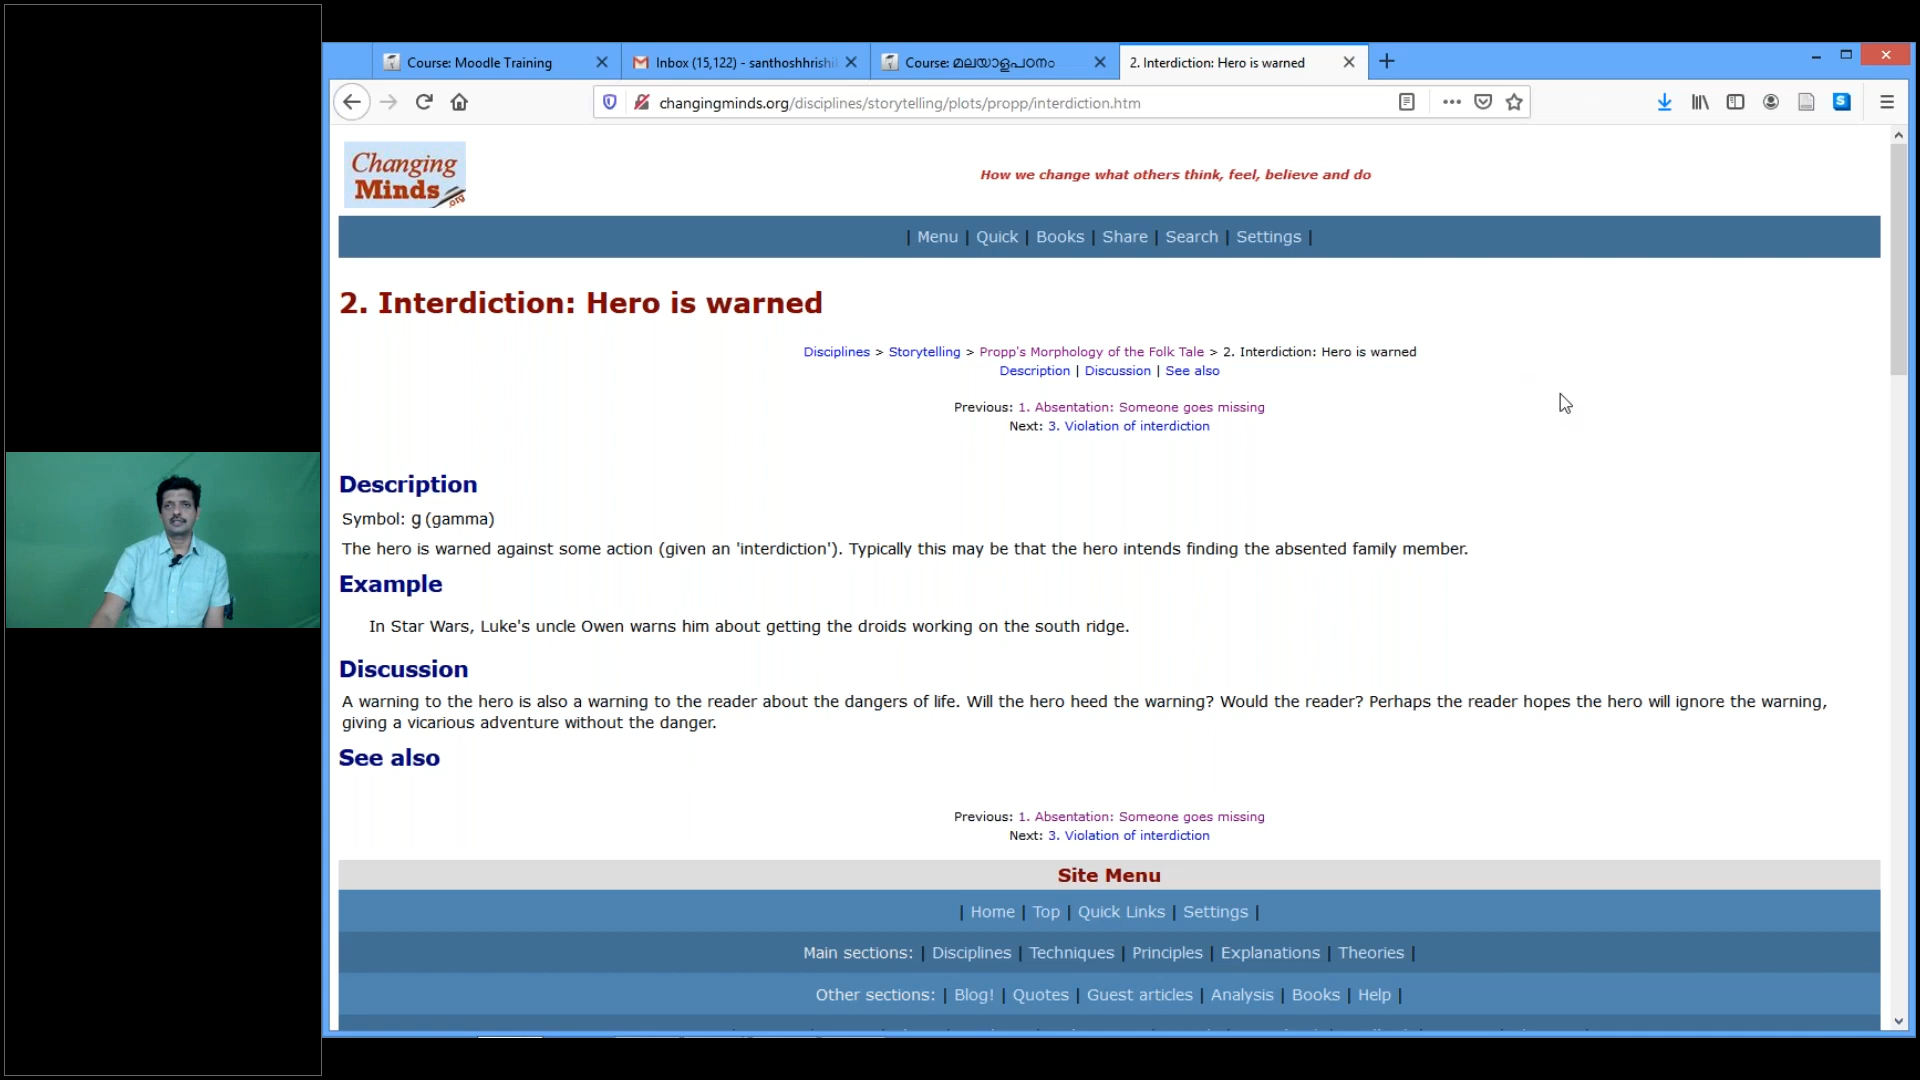 Course: Moodle Training
Inbox (15,122) - santhoshhrishi
Course: മലയാളപഠനം
2. Interdiction: Hero is warned
changingminds.org/disciplines/storytelling/plots/propp/interdiction.htm
Changing
Minds
.org
How we change what others think, feel, believe and do
| Menu | Quick | Books | Share | Search | Settings |
2. Interdiction: Hero is warned
Disciplines > Storytelling > Propp's Morphology of the Folk Tale > 2. Interdiction: Hero is warned
Description | Discussion | See also
Previous: 1. Absentation: Someone goes missing
Next: 3. Violation of interdiction
Description
Symbol: g (gamma)
The hero is warned against some action (given an 'interdiction'). Typically this may be that the hero intends finding the absented family member.
Example
In Star Wars, Luke's uncle Owen warns him about getting the droids working on the south ridge.
Discussion
A warning to the hero is also a warning to the reader about the dangers of life. Will the hero heed the warning? Would the reader? Perhaps the reader hopes the hero will ignore the warning,
giving a vicarious adventure without the danger.
See also
Previous: 1. Absentation: Someone goes missing
Next: 3. Violation of interdiction
Site Menu
| Home | Top | Quick Links | Settings |
Main sections: | Disciplines | Techniques | Principles | Explanations | Theories |
Other sections: | Blog! | Quotes | Guest articles | Analysis | Books | Help |